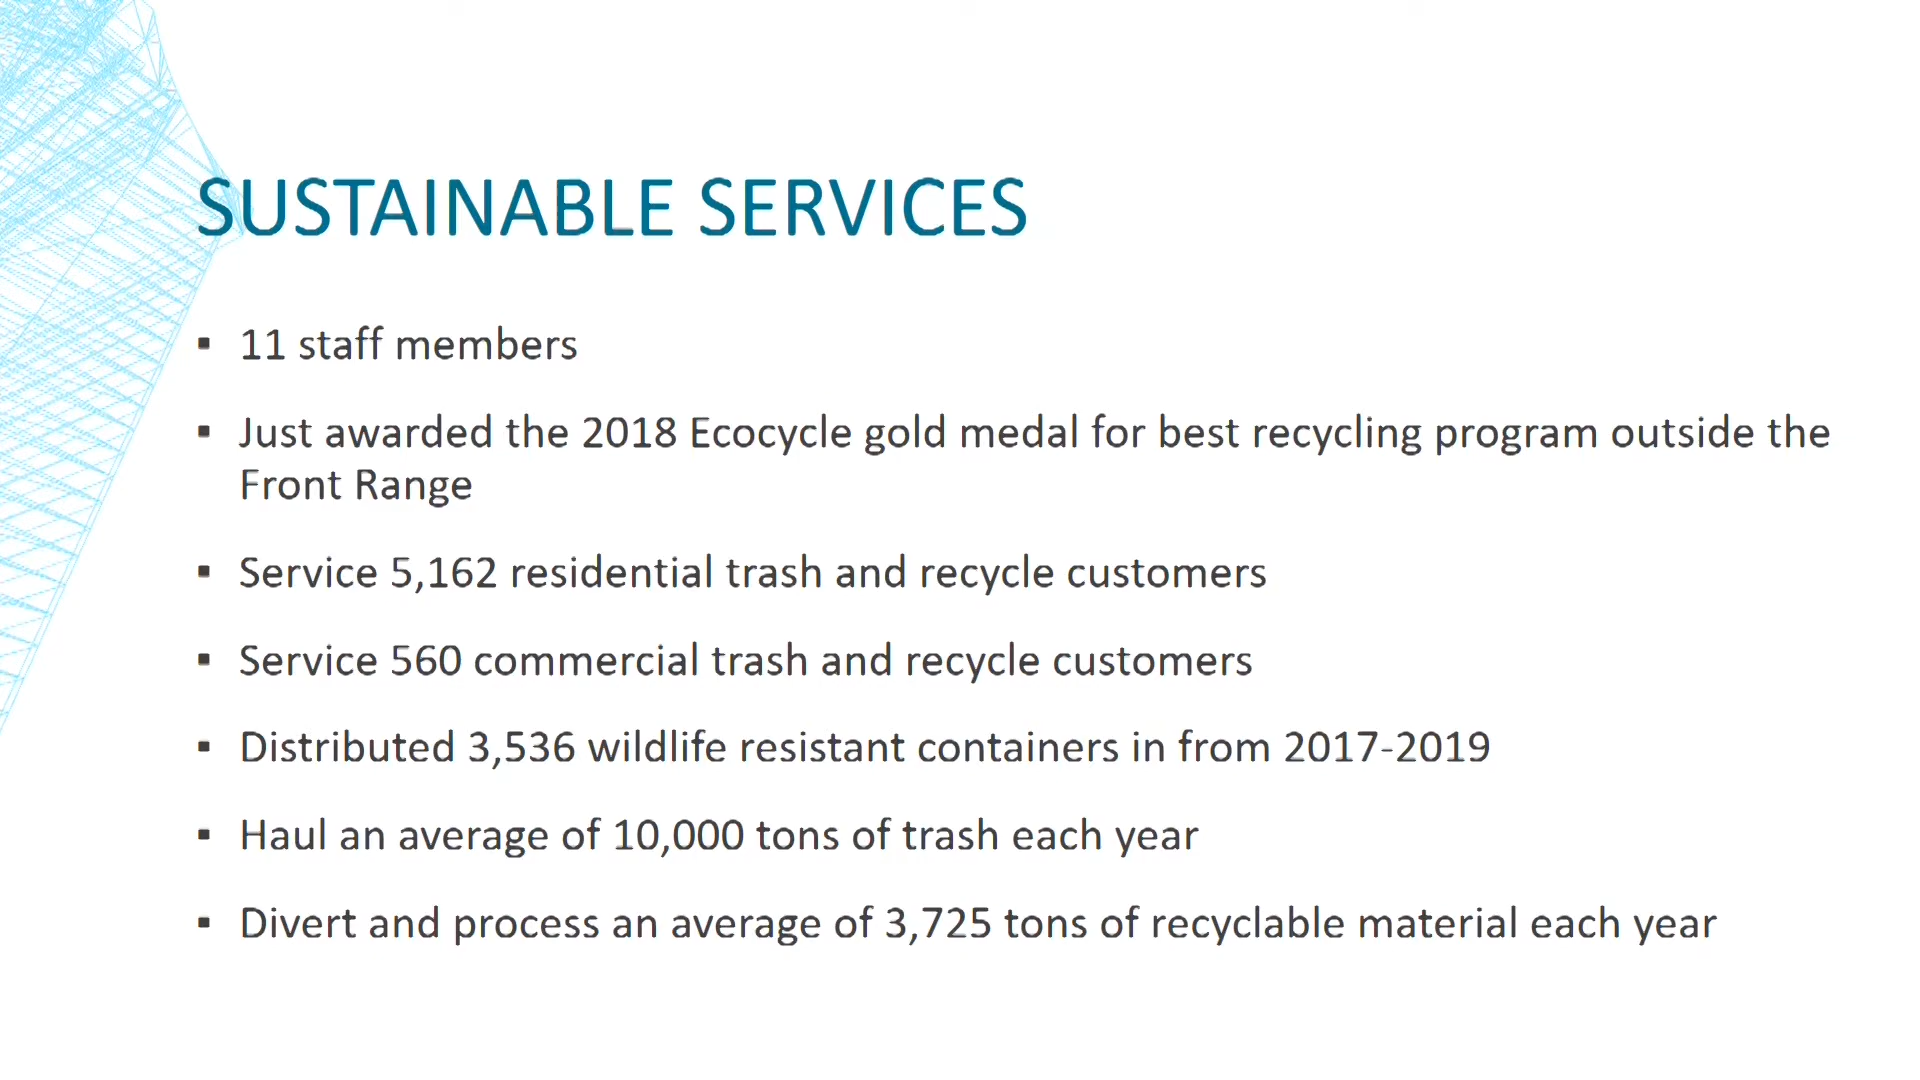 SUSTAINABLE SERVICES
▪ 11 staff members
▪ Just awarded the 2018 Ecocycle gold medal for best recycling program outside the
Front Range
▪ Service 5,162 residential trash and recycle customers
▪ Service 560 commercial trash and recycle customers
▪ Distributed 3,536 wildlife resistant containers in from 2017-2019
▪ Haul an average of 10,000 tons of trash each year
▪ Divert and process an average of 3,725 tons of recyclable material each year